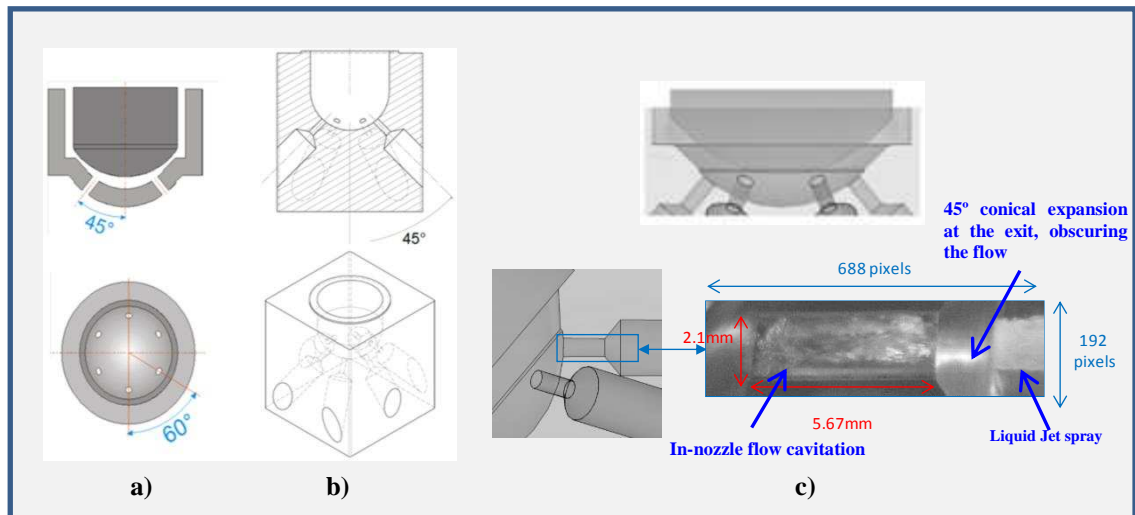 45°
60°
a)
45°
b)
45º conical expansion
at the exit, obscuring
the flow
688 pixels
2.1mm
192
pixels
5.67mm
In-nozzle flow cavitation
Liquid Jet spray
c)